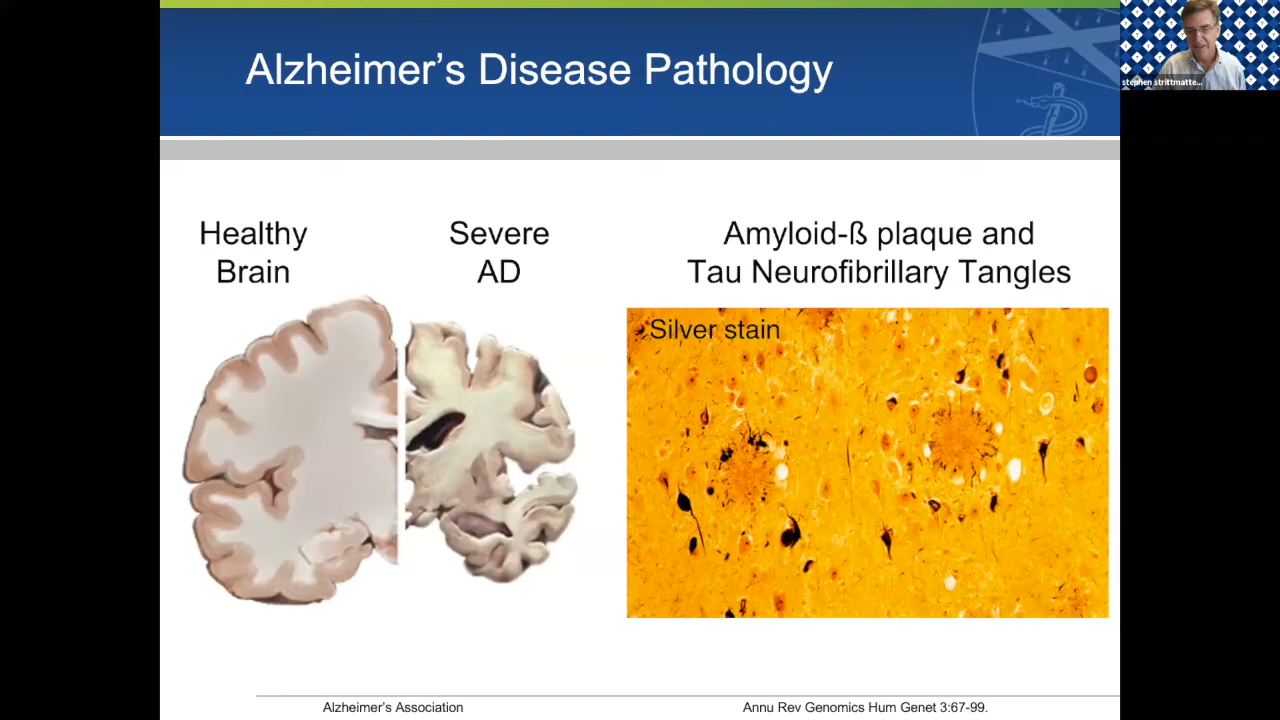 Alzheimer's Disease Pathology
stephen strittmatte...
Healthy
Brain
Severe
AD
Amyloid-ß plaque and
Tau Neurofibrillary Tangles
Silver stain
Alzheimer's Association
Annu Rev Genomics Hum Genet 3:67-99.